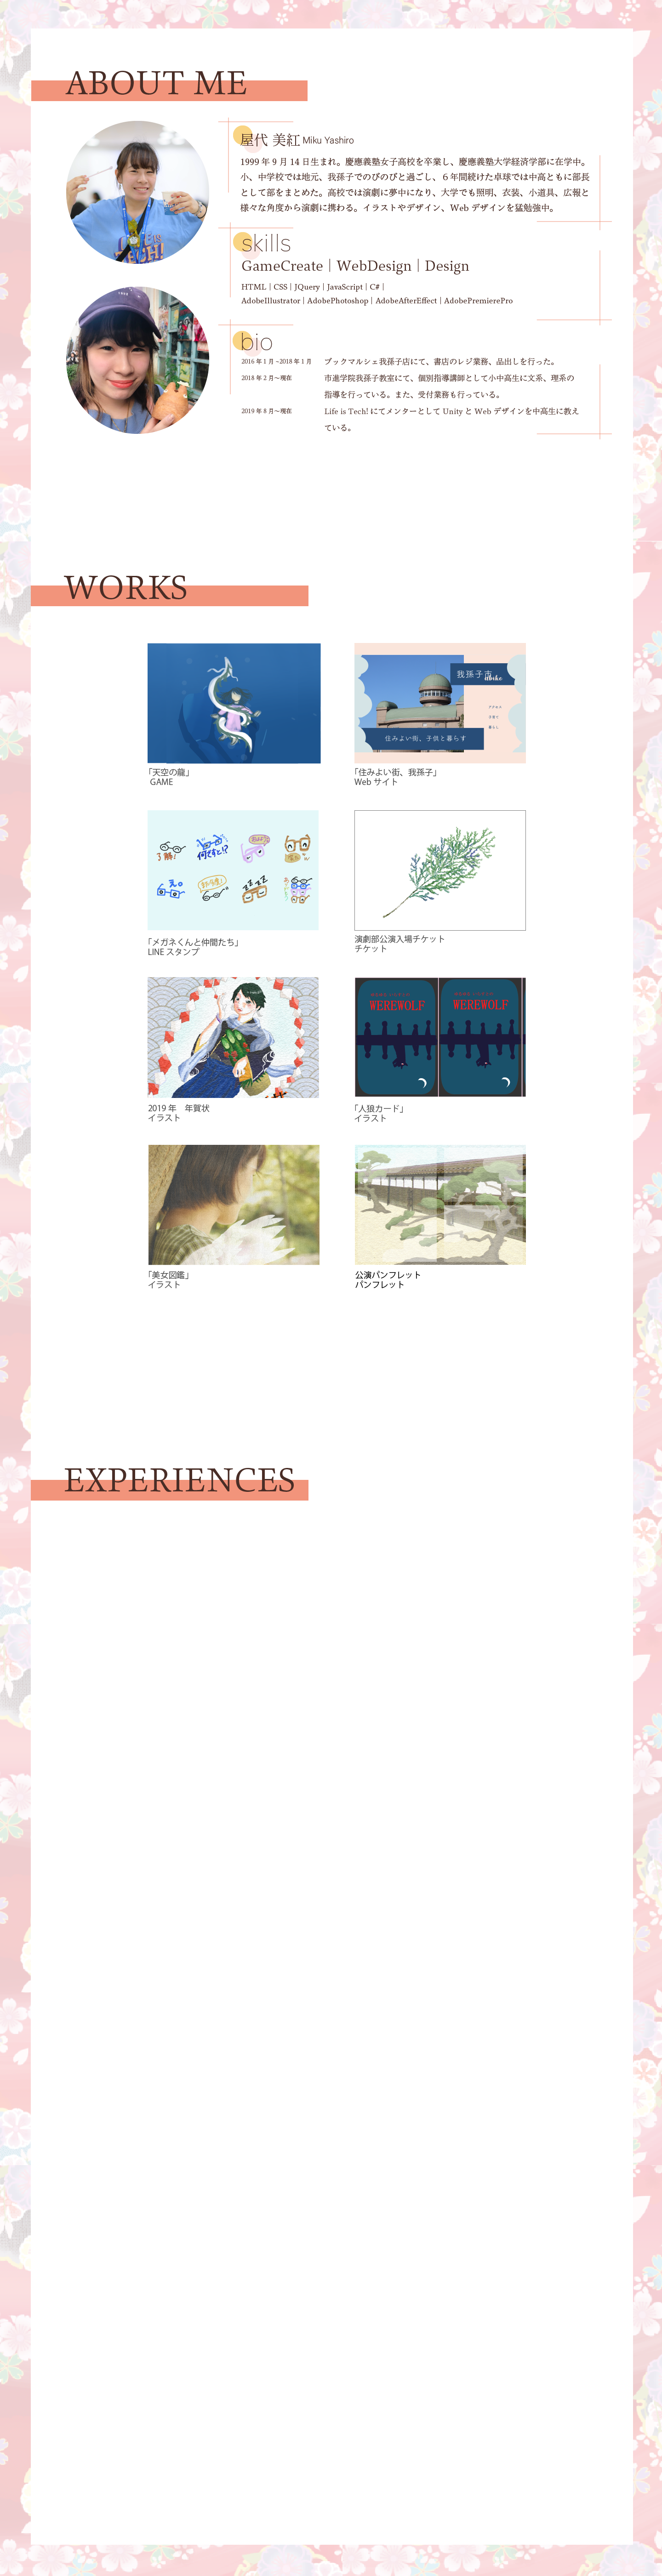 ABOUT ME
屋代 美紅 Miku Yashiro
1999 年 9 月 14 日生まれ。慶應義塾女子高校を卒業し、慶應義塾大学経済学部に在学中。
小、中学校では地元、我孫子でのびのびと過ごし、６年間続けた卓球では中高ともに部長
として部をまとめた。高校では演劇に夢中になり、大学でも照明、衣装、小道具、広報と
様々な角度から演劇に携わる。イラストやデザイン、Web デザインを猛勉強中。
skills
GameCreate｜WebDesign｜Design
HTML｜CSS｜JQuery｜JavaScript｜C#｜
AdobeIllustrator｜AdobePhotoshop｜AdobeAfterEffect｜AdobePremierePro
bio
2016 年 1 月 ~2018 年 1 月 ブックマルシェ我孫子店にて、書店のレジ業務、品出しを行った。
2018 年 2 月〜現在 市進学院我孫子教室にて、個別指導講師として小中高生に文系、理系の
指導を行っている。また、受付業務も行っている。
2019 年 8 月〜現在 Life is Tech! にてメンターとして Unity と Web デザインを中高生に教え
ている。
WORKS
我孫子市
abiko
アクセス
子育て
暮らし
住みよい街、子供と暮らす
「天空の龍」
GAME
「住みよい街、我孫子」
Web サイト
了解!
何ですと!?
え。
zzzz
「メガネくんと仲間たち」
LINE スタンプ
演劇部公演入場チケット
チケット
WEREWOLF
WEREWOLF
2019 年　年賀状
イラスト
「人狼カード」
イラスト
「美女図鑑」
イラスト
公演パンフレット
パンフレット
EXPERIENCES